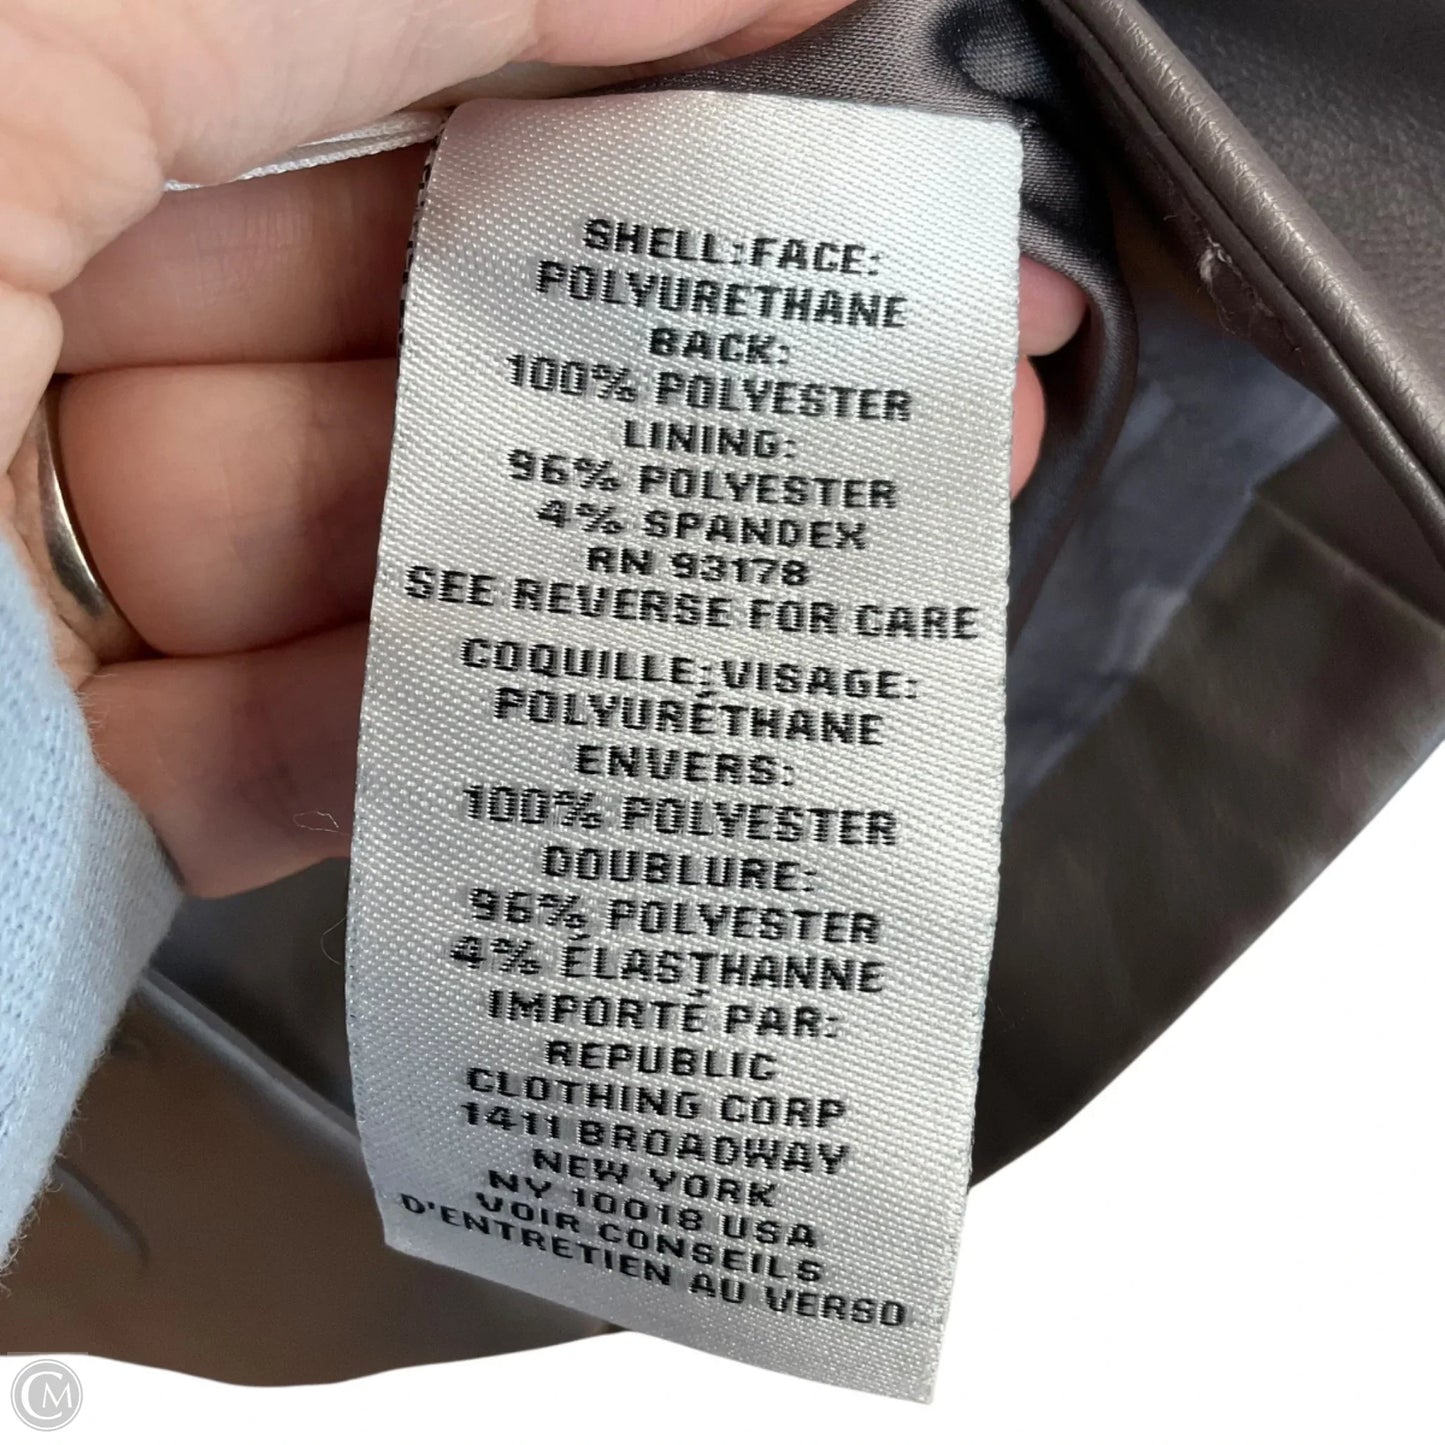 SHELL:FACE:
POLYURETHANE
BACK:
100% POLYESTER
LINING:
96% POLYESTER
4% SPANDEX
RN 93178
SEE REVERSE FOR CARE
COQUILLE:VISAGE:
POLYURÉTHANE
ENVERS:
100% POLYESTER
DOUBLURE:
96% POLYESTER
4% ÉLASTHANNE
IMPORTÉ PAR:
REPUBLIC
CLOTHING CORP
1411 BROADWAY
NEW YORK
NY 10018 USA
VOIR CONSEILS
D'ENTRETIEN AU VERSO
CM